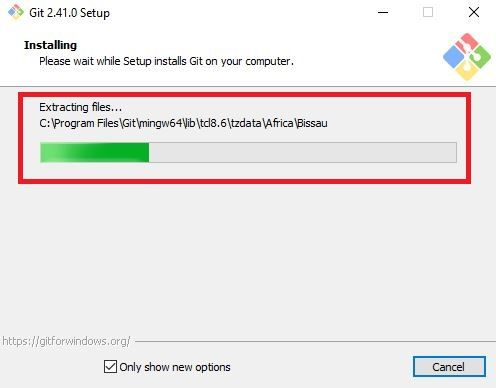 Git 2.41.0 Setup
Installing
Please wait while Setup installs Git on your computer.
Extracting files...
C:\Program Files\Git\mingw64\lib\tcl8.6\tzdata\Africa\Bissau
https://gitforwindows.org/
Only show new options
Cancel